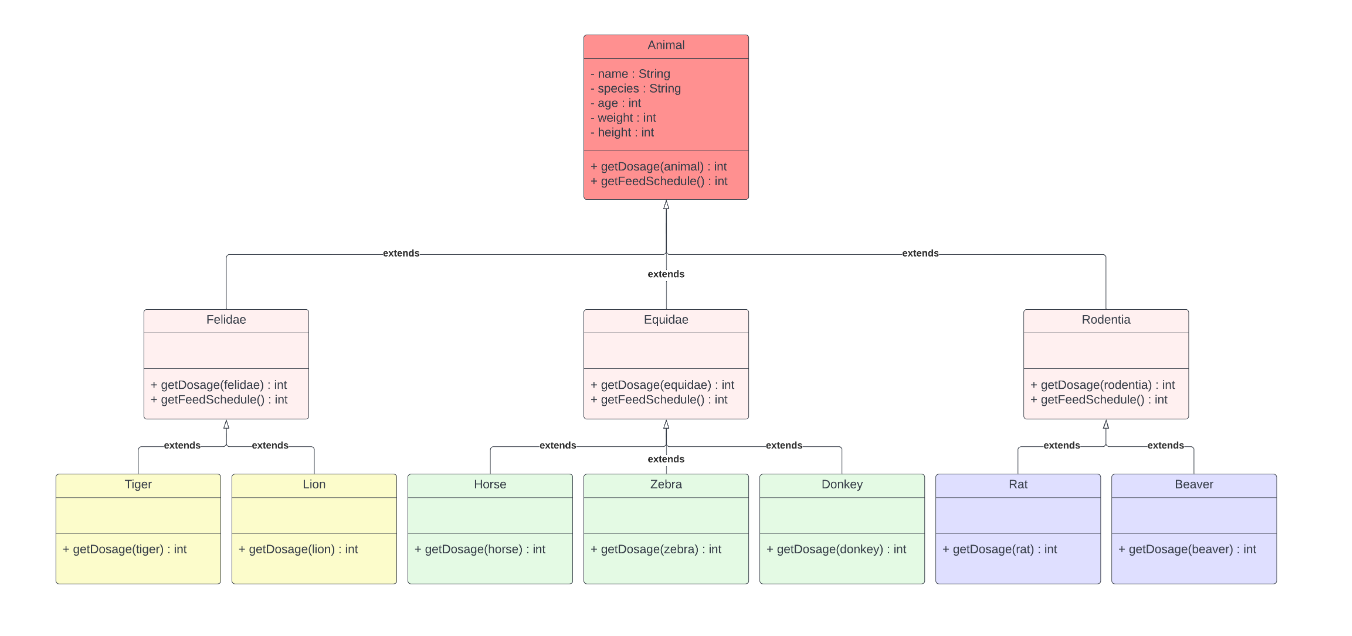 Animal
- name : String
- species : String
- age : int
- weight : int
- height : int
+ getDosage(animal) : int
+ getFeedSchedule() : int
extends
extends
extends
Felidae
+ getDosage(felidae) : int
+ getFeedSchedule() : int
Equidae
+ getDosage(equidae) : int
+ getFeedSchedule() : int
Rodentia
+ getDosage(rodentia) : int
+ getFeedSchedule() : int
extends
extends
extends
extends
extends
extends
extends
Tiger
+ getDosage(tiger) : int
Lion
+ getDosage(lion) : int
Horse
+ getDosage(horse) : int
Zebra
+ getDosage(zebra) : int
Donkey
+ getDosage(donkey) : int
Rat
+ getDosage(rat) : int
Beaver
+ getDosage(beaver) : int